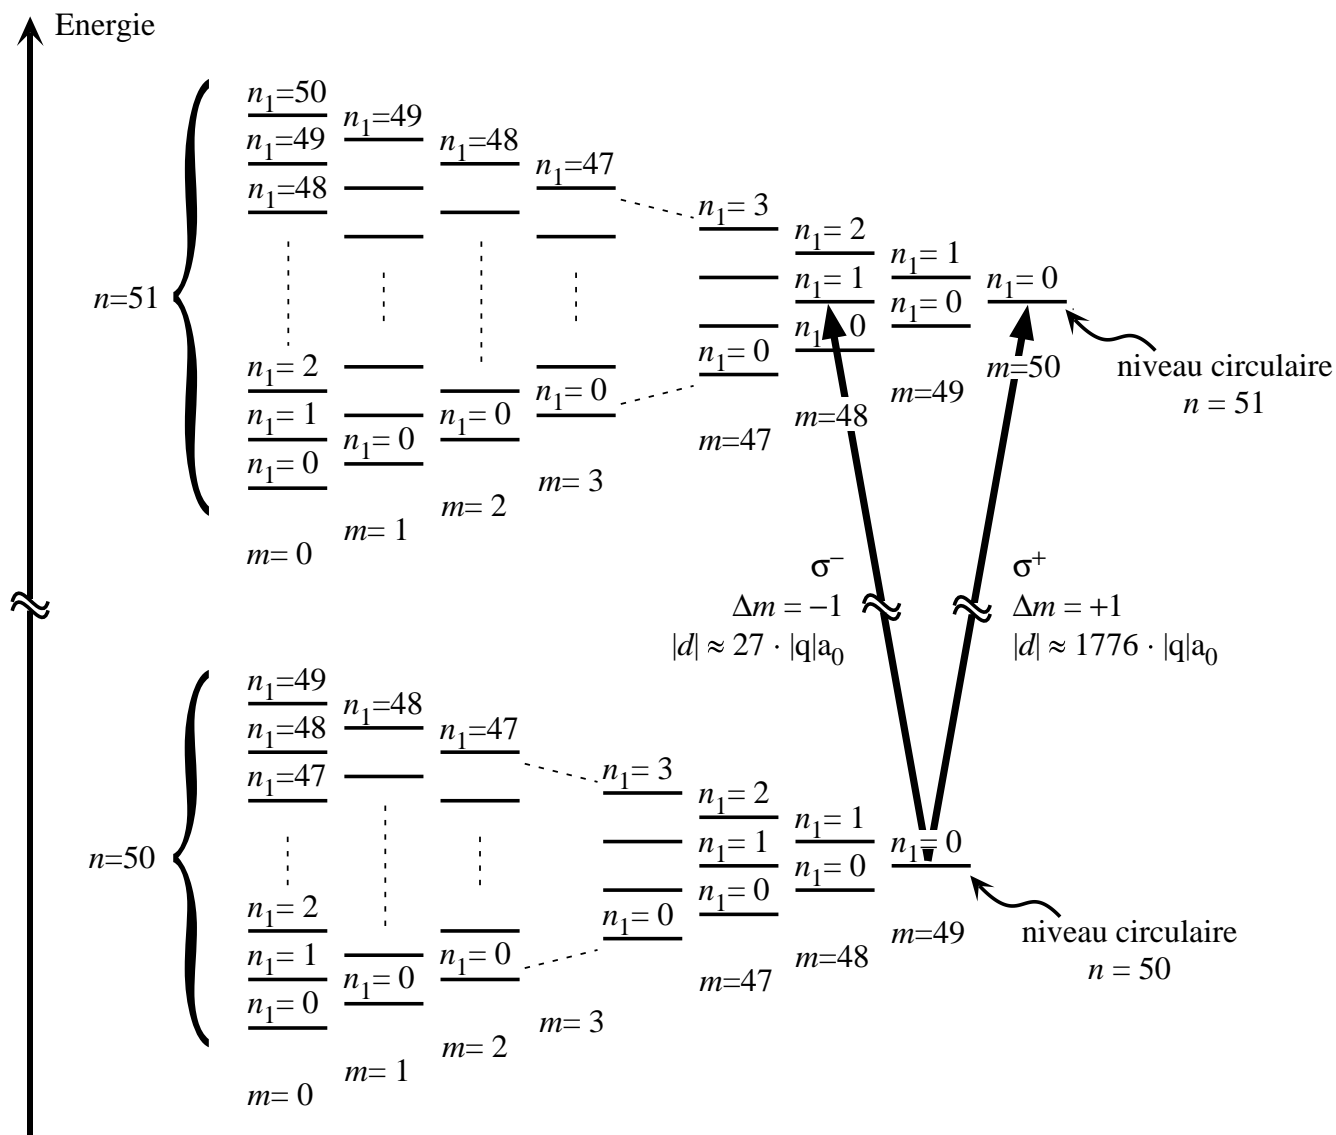 Energie
n₁=50
n₁=49
n₁=48
n₁=49
n₁=48
n₁=47
n₁= 3
n₁= 2
n₁= 1
n₁= 1
n₁= 0
n=51
n₁= 0
n₁= 0
n₁= 0
n₁= 2
n₁= 1
n₁= 0
n₁= 0
n₁= 0
n₁= 0
m=50
niveau circulaire
n = 51
m=49
m=48
m=47
m= 3
m= 2
m= 1
m= 0
σ⁻
Δm = −1
|d| ≈ 27 · |q|a₀
σ⁺
Δm = +1
|d| ≈ 1776 · |q|a₀
n₁=49
n₁=48
n₁=47
n₁=48
n₁=47
n₁= 3
n₁= 2
n₁= 1
n₁= 1
n₁= 0
n=50
n₁= 0
n₁= 0
n₁= 0
n₁= 2
n₁= 1
n₁= 0
n₁= 0
n₁= 0
m=49
niveau circulaire
n = 50
m=48
m=47
m= 3
m= 2
m= 1
m= 0